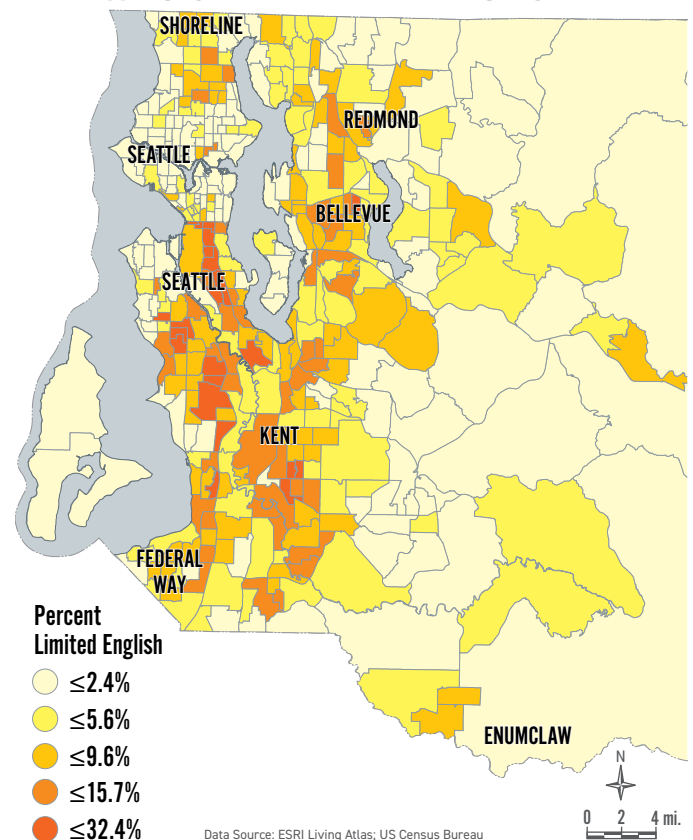 SHORELINE
REDMOND
SEATTLE
BELLEVUE
SEATTLE
KENT
FEDERAL
WAY
Percent
Limited English
≤2.4%
≤5.6%
≤9.6%
≤15.7%
≤32.4%
ENUMCLAW
N
0 2 4 mi.
Data Source: ESRI Living Atlas; US Census Bureau